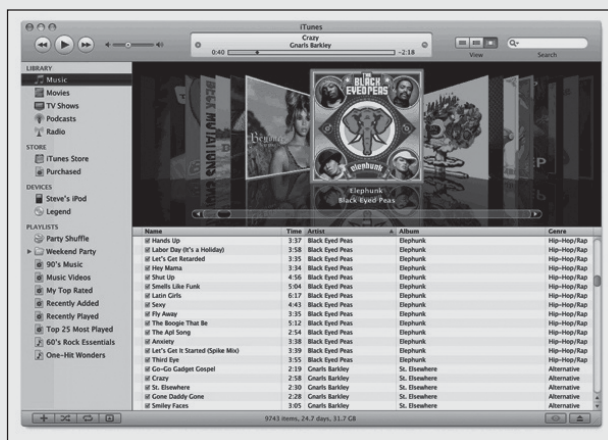 iTunes
Crazy
Gnarls Barkley
0:40
-2:18
View
Search
LIBRARY
Music
Movies
TV Shows
Podcasts
Radio
STORE
iTunes Store
Purchased
DEVICES
Steve's iPod
Legend
PLAYLISTS
Party Shuffle
Weekend Party
90's Music
Music Videos
My Top Rated
Recently Added
Recently Played
Top 25 Most Played
60's Rock Essentials
One-Hit Wonders
BLACK MUTATIONS
Beyonce
THE
BLACK
EYED PEAS
Elephunk
Elephunk
Black Eyed Peas
Name Time Artist Album Genre
Hands Up 3:37 Black Eyed Peas Elephunk Hip-Hop/Rap
Labor Day (It's a Holiday) 3:58 Black Eyed Peas Elephunk Hip-Hop/Rap
Let's Get Retarded 3:35 Black Eyed Peas Elephunk Hip-Hop/Rap
Hey Mama 3:34 Black Eyed Peas Elephunk Hip-Hop/Rap
Shut Up 4:56 Black Eyed Peas Elephunk Hip-Hop/Rap
Smells Like Funk 5:04 Black Eyed Peas Elephunk Hip-Hop/Rap
Latin Girls 6:17 Black Eyed Peas Elephunk Hip-Hop/Rap
Sexy 4:43 Black Eyed Peas Elephunk Hip-Hop/Rap
Fly Away 3:35 Black Eyed Peas Elephunk Hip-Hop/Rap
The Boogie That Be 5:12 Black Eyed Peas Elephunk Hip-Hop/Rap
The Apl Song 2:54 Black Eyed Peas Elephunk Hip-Hop/Rap
Anxiety 3:38 Black Eyed Peas Elephunk Hip-Hop/Rap
Let's Get It Started (Spike Mix) 3:39 Black Eyed Peas Elephunk Hip-Hop/Rap
Third Eye 3:55 Black Eyed Peas Elephunk Hip-Hop/Rap
Go-Go Gadget Gospel 2:19 Gnarls Barkley St. Elsewhere Alternative
Crazy 2:58 Gnarls Barkley St. Elsewhere Alternative
St. Elsewhere 2:30 Gnarls Barkley St. Elsewhere Alternative
Gone Daddy Gone 2:28 Gnarls Barkley St. Elsewhere Alternative
Smiley Faces 3:05 Gnarls Barkley St. Elsewhere Alternative
9743 items, 24.7 days, 31.7 GB